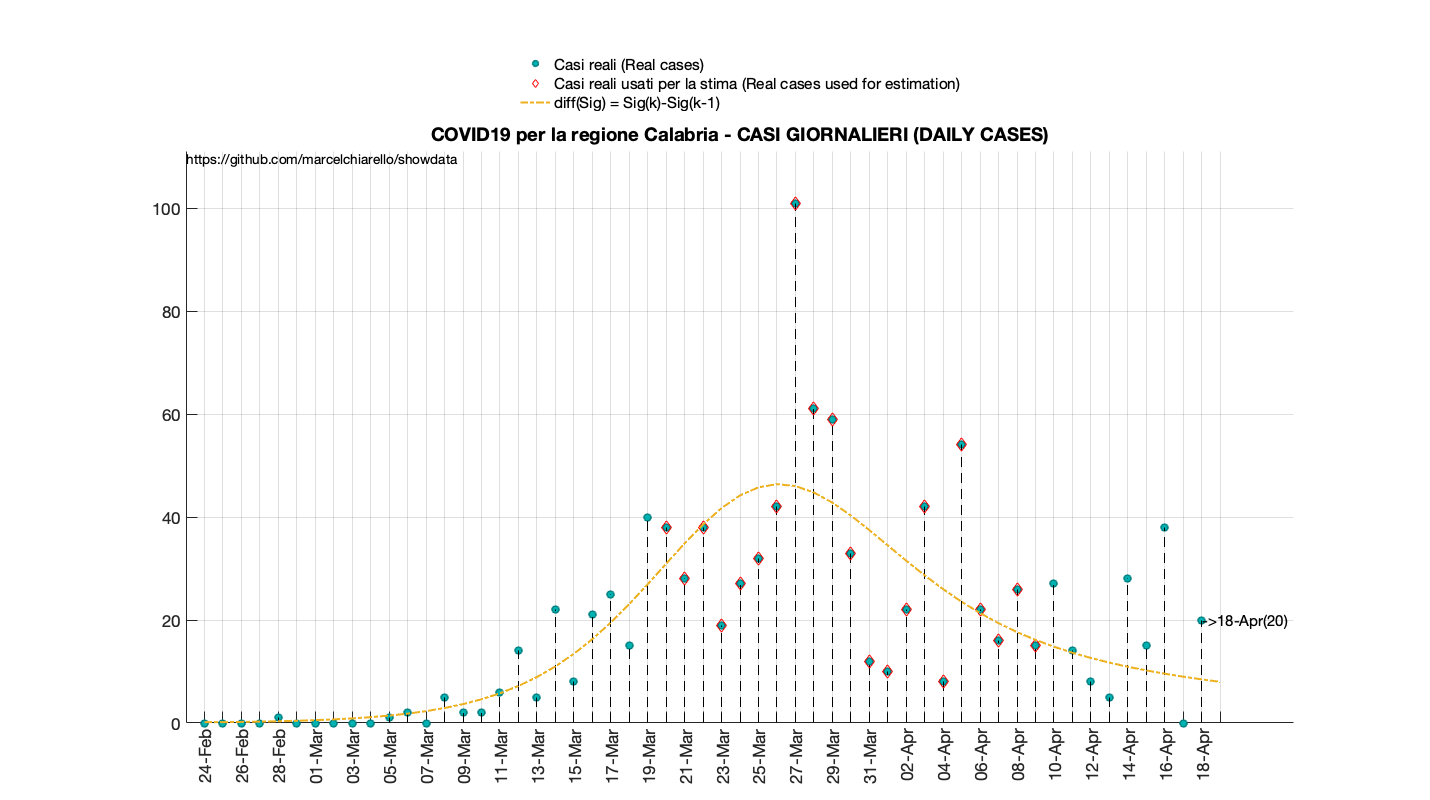 Casi reali (Real cases)
Casi reali usati per la stima (Real cases used for estimation)
diff(Sig) = Sig(k)-Sig(k-1)
COVID19 per la regione Calabria - CASI GIORNALIERI (DAILY CASES)
https://github.com/marcelchiarello/showdata
100
80
60
40
20
0
->18-Apr(20)
24-Feb
26-Feb
28-Feb
01-Mar
03-Mar
05-Mar
07-Mar
09-Mar
11-Mar
13-Mar
15-Mar
17-Mar
19-Mar
21-Mar
23-Mar
25-Mar
27-Mar
29-Mar
31-Mar
02-Apr
04-Apr
06-Apr
08-Apr
10-Apr
12-Apr
14-Apr
16-Apr
18-Apr